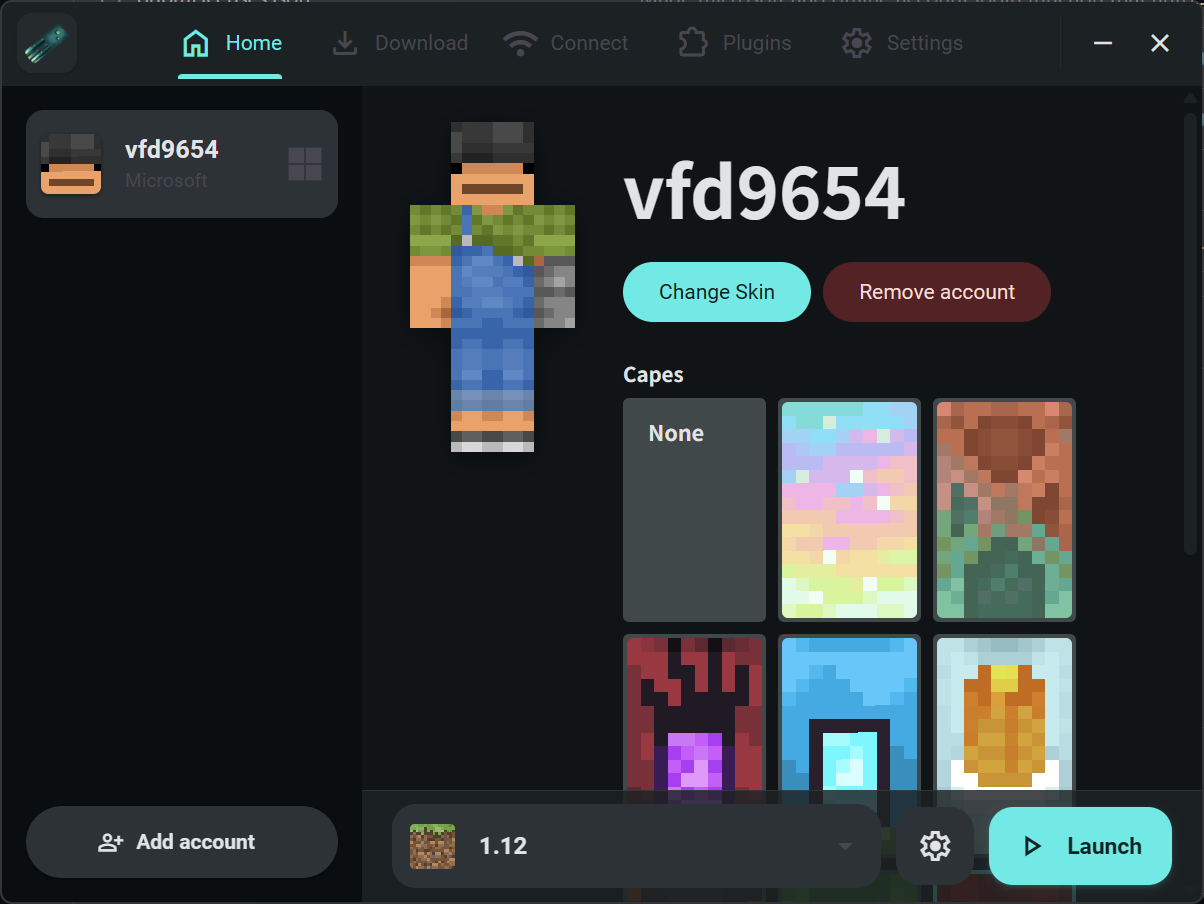 Home
Download
Connect
Plugins
Settings
vfd9654
Microsoft
vfd9654
Change Skin
Remove account
Capes
None
Add account
1.12
Launch